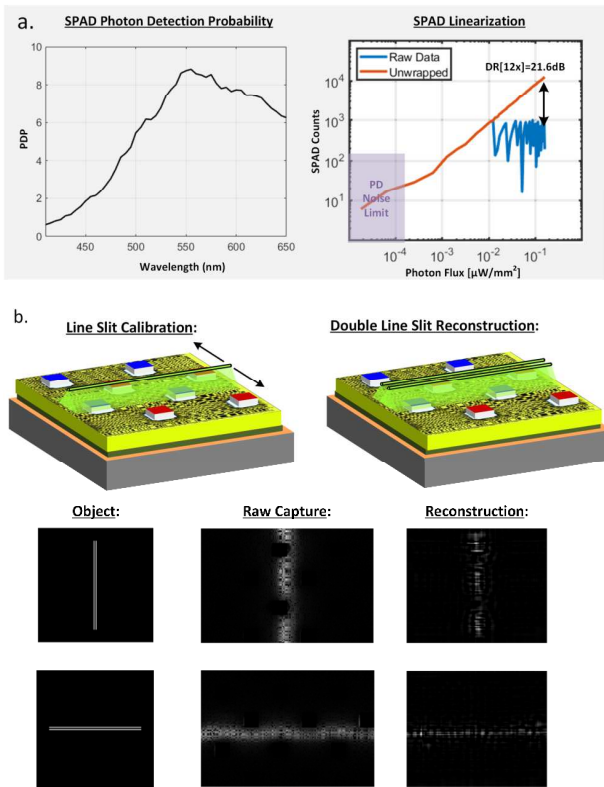 a.
SPAD Photon Detection Probability
SPAD Linearization
10
8
6
4
2
0
PDP
450
500
550
600
650
Wavelength (nm)
Raw Data
Unwrapped
DR[12x]=21.6dB
10^4
10^3
10^2
10^1
SPAD Counts
PD
Noise
Limit
10^-4
10^-3
10^-2
10^-1
Photon Flux [µW/mm²]
b.
Line Slit Calibration:
Double Line Slit Reconstruction:
Object:
Raw Capture:
Reconstruction: